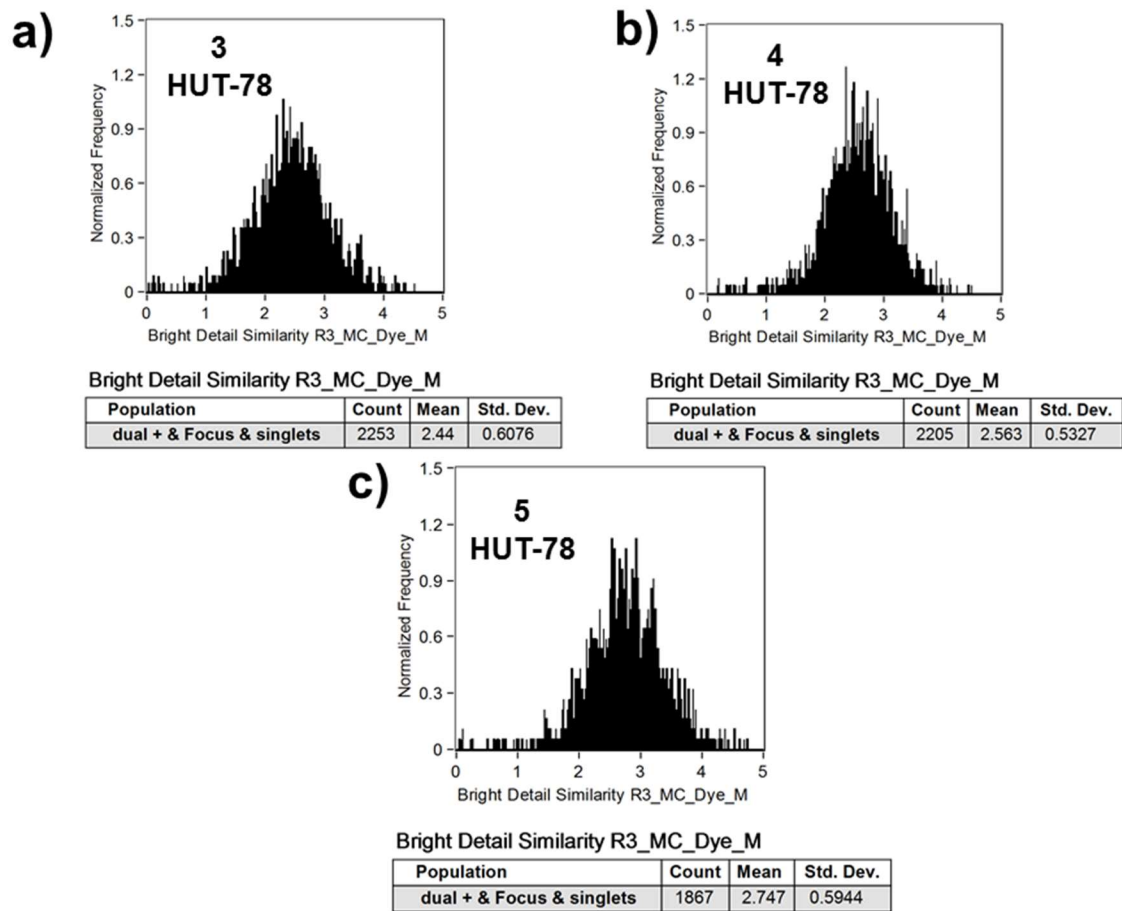 a)
3
HUT-78
Normalized Frequency
1.5
1.2
0.9
0.6
0.3
0
0 1 2 3 4 5
Bright Detail Similarity R3_MC_Dye_M
Bright Detail Similarity R3_MC_Dye_M
Population Count Mean Std. Dev.
dual + & Focus & singlets 2253 2.44 0.6076
b)
4
HUT-78
Normalized Frequency
1.5
1.2
0.9
0.6
0.3
0
0 1 2 3 4 5
Bright Detail Similarity R3_MC_Dye_M
Bright Detail Similarity R3_MC_Dye_M
Population Count Mean Std. Dev.
dual + & Focus & singlets 2205 2.563 0.5327
c)
5
HUT-78
Normalized Frequency
1.5
1.2
0.9
0.6
0.3
0
0 1 2 3 4 5
Bright Detail Similarity R3_MC_Dye_M
Bright Detail Similarity R3_MC_Dye_M
Population Count Mean Std. Dev.
dual + & Focus & singlets 1867 2.747 0.5944